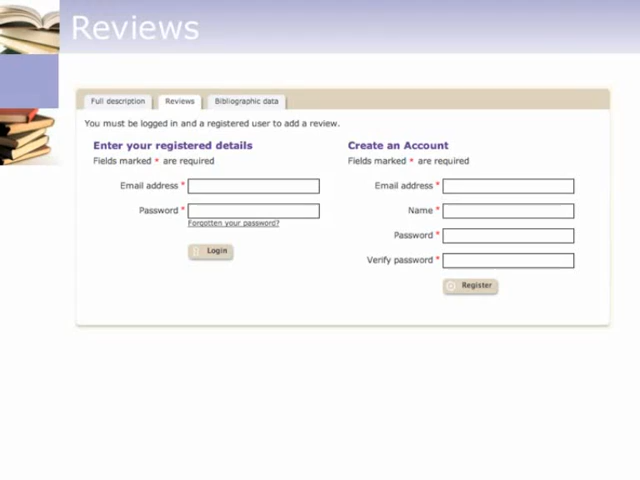 Reviews
Full description
Reviews
Bibliographic data
You must be logged in and a registered user to add a review.
Enter your registered details
Fields marked * are required
Email address *
Password *
Forgotten your password?
Login
Create an Account
Fields marked * are required
Email address *
Name *
Password *
Verify password *
Register